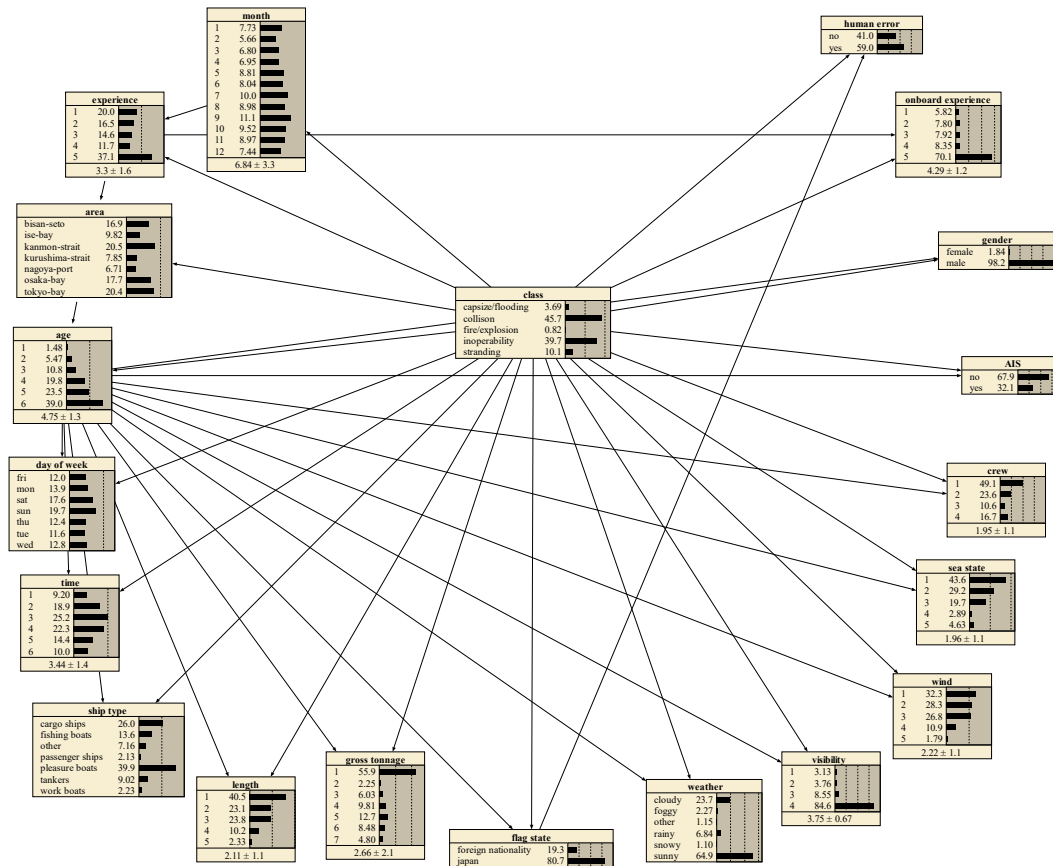 month
1 7.73
2 5.66
3 6.80
4 6.95
5 8.81
6 8.04
7 10.0
8 8.98
9 11.1
10 9.52
11 8.97
12 7.44
6.84 ± 3.3
human error
no 41.0
yes 59.0
experience
1 20.0
2 16.5
3 14.6
4 11.7
5 37.1
3.3 ± 1.6
onboard experience
1 5.82
2 7.80
3 7.92
4 8.35
5 70.1
4.29 ± 1.2
area
bisan-seto 16.9
ise-bay 9.82
kanmon-strait 20.5
kurushima-strait 7.85
nagoya-port 6.71
osaka-bay 17.7
tokyo-bay 20.4
gender
female 1.84
male 98.2
class
capsize/flooding 3.69
collison 45.7
fire/explosion 0.82
inoperability 39.7
stranding 10.1
age
1 1.48
2 5.47
3 10.8
4 19.8
5 23.5
6 39.0
4.75 ± 1.3
AIS
no 67.9
yes 32.1
day of week
fri 12.0
mon 13.9
sat 17.6
sun 19.7
thu 12.4
tue 11.6
wed 12.8
crew
1 49.1
2 23.6
3 10.6
4 16.7
1.95 ± 1.1
time
1 9.20
2 18.9
3 25.2
4 22.3
5 14.4
6 10.0
3.44 ± 1.4
sea state
1 43.6
2 29.2
3 19.7
4 2.89
5 4.63
1.96 ± 1.1
wind
1 32.3
2 28.3
3 26.8
4 10.9
5 1.79
2.22 ± 1.1
ship type
cargo ships 26.0
fishing boats 13.6
other 7.16
passenger ships 2.13
pleasure boats 39.9
tankers 9.02
work boats 2.23
length
1 40.5
2 23.1
3 23.8
4 10.2
5 2.33
2.11 ± 1.1
gross tonnage
1 55.9
2 2.25
3 6.03
4 9.81
5 12.7
6 8.48
7 4.80
2.66 ± 2.1
visibility
1 3.13
2 3.76
3 8.55
4 84.6
3.75 ± 0.67
weather
cloudy 23.7
foggy 2.27
other 1.15
rainy 6.84
snowy 1.10
sunny 64.9
flag state
foreign nationality 19.3
japan 80.7